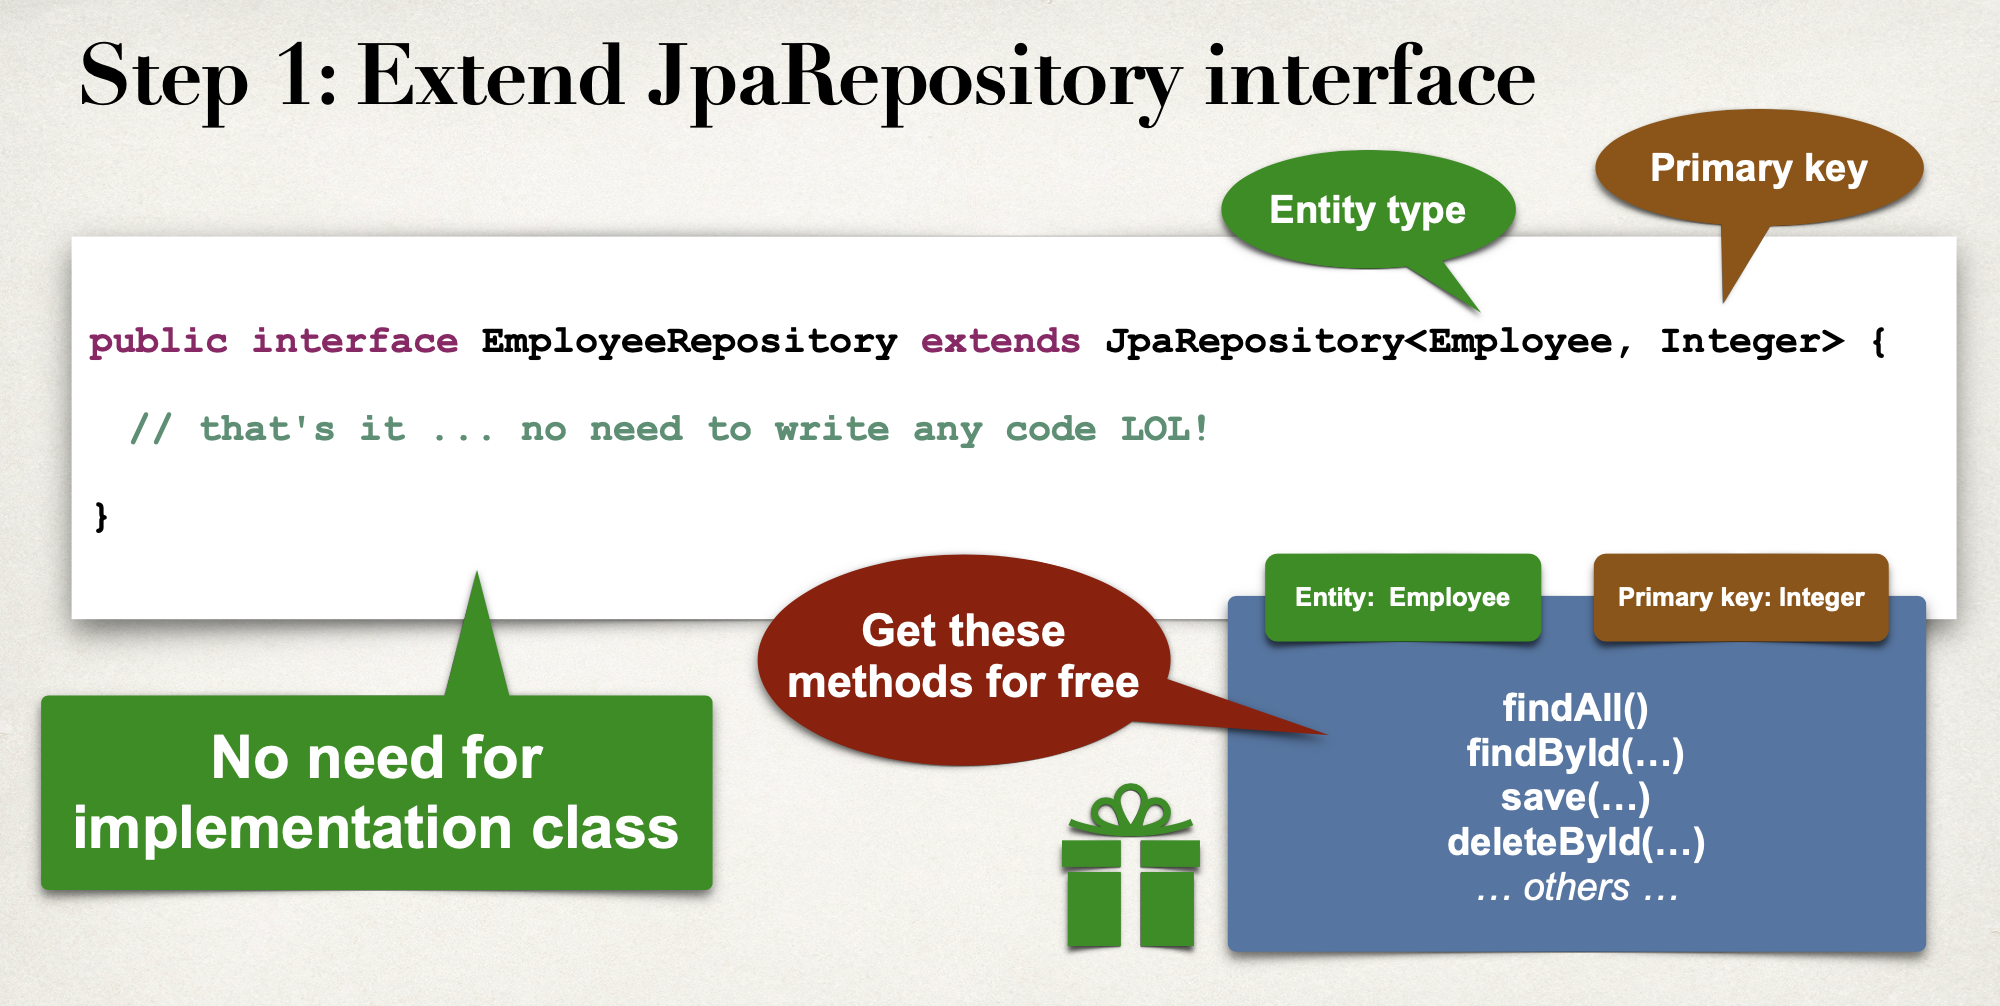 Step 1: Extend JpaRepository interface
Primary key
Entity type
public interface EmployeeRepository extends JpaRepository<Employee, Integer> {
// that's it ... no need to write any code LOL!
}
Entity: Employee
Primary key: Integer
Get these
methods for free
No need for
implementation class
findAll()
findById(…)
save(…)
deleteById(…)
… others …